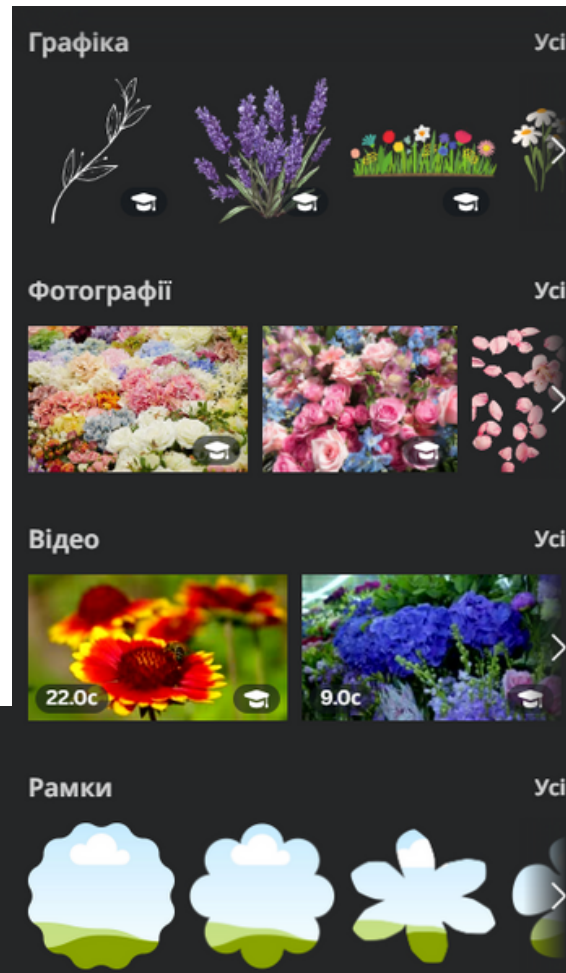 Графіка Усі
Фотографії Усі
Відео Усі
22.0с 9.0с
Рамки Усі